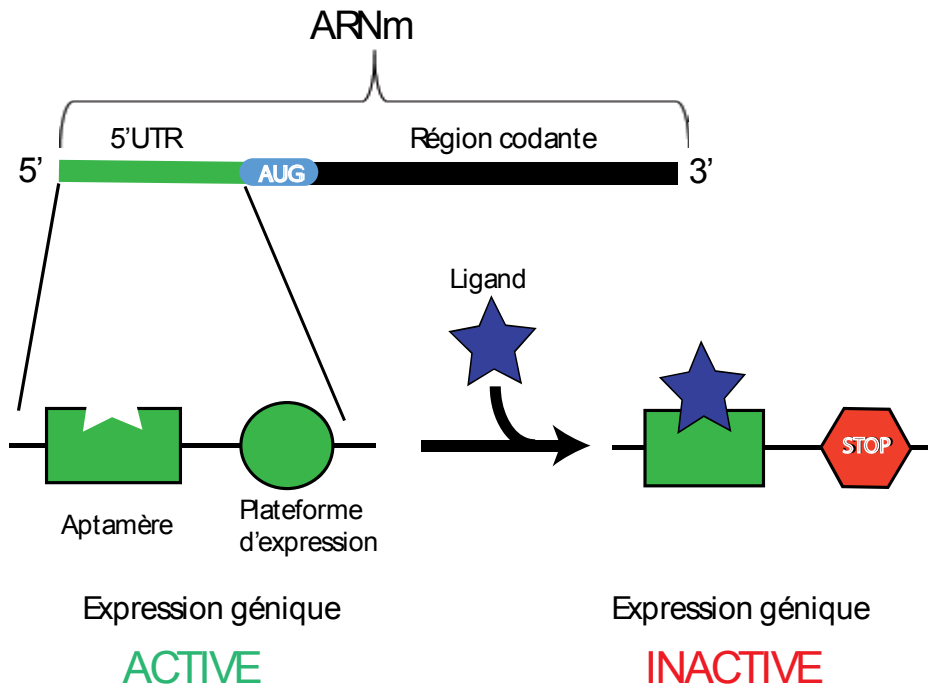 ARNm
5'UTR
Région codante
5'
AUG
3'
Ligand
STOP
Aptamère
Plateforme
d'expression
Expression génique
ACTIVE
Expression génique
INACTIVE